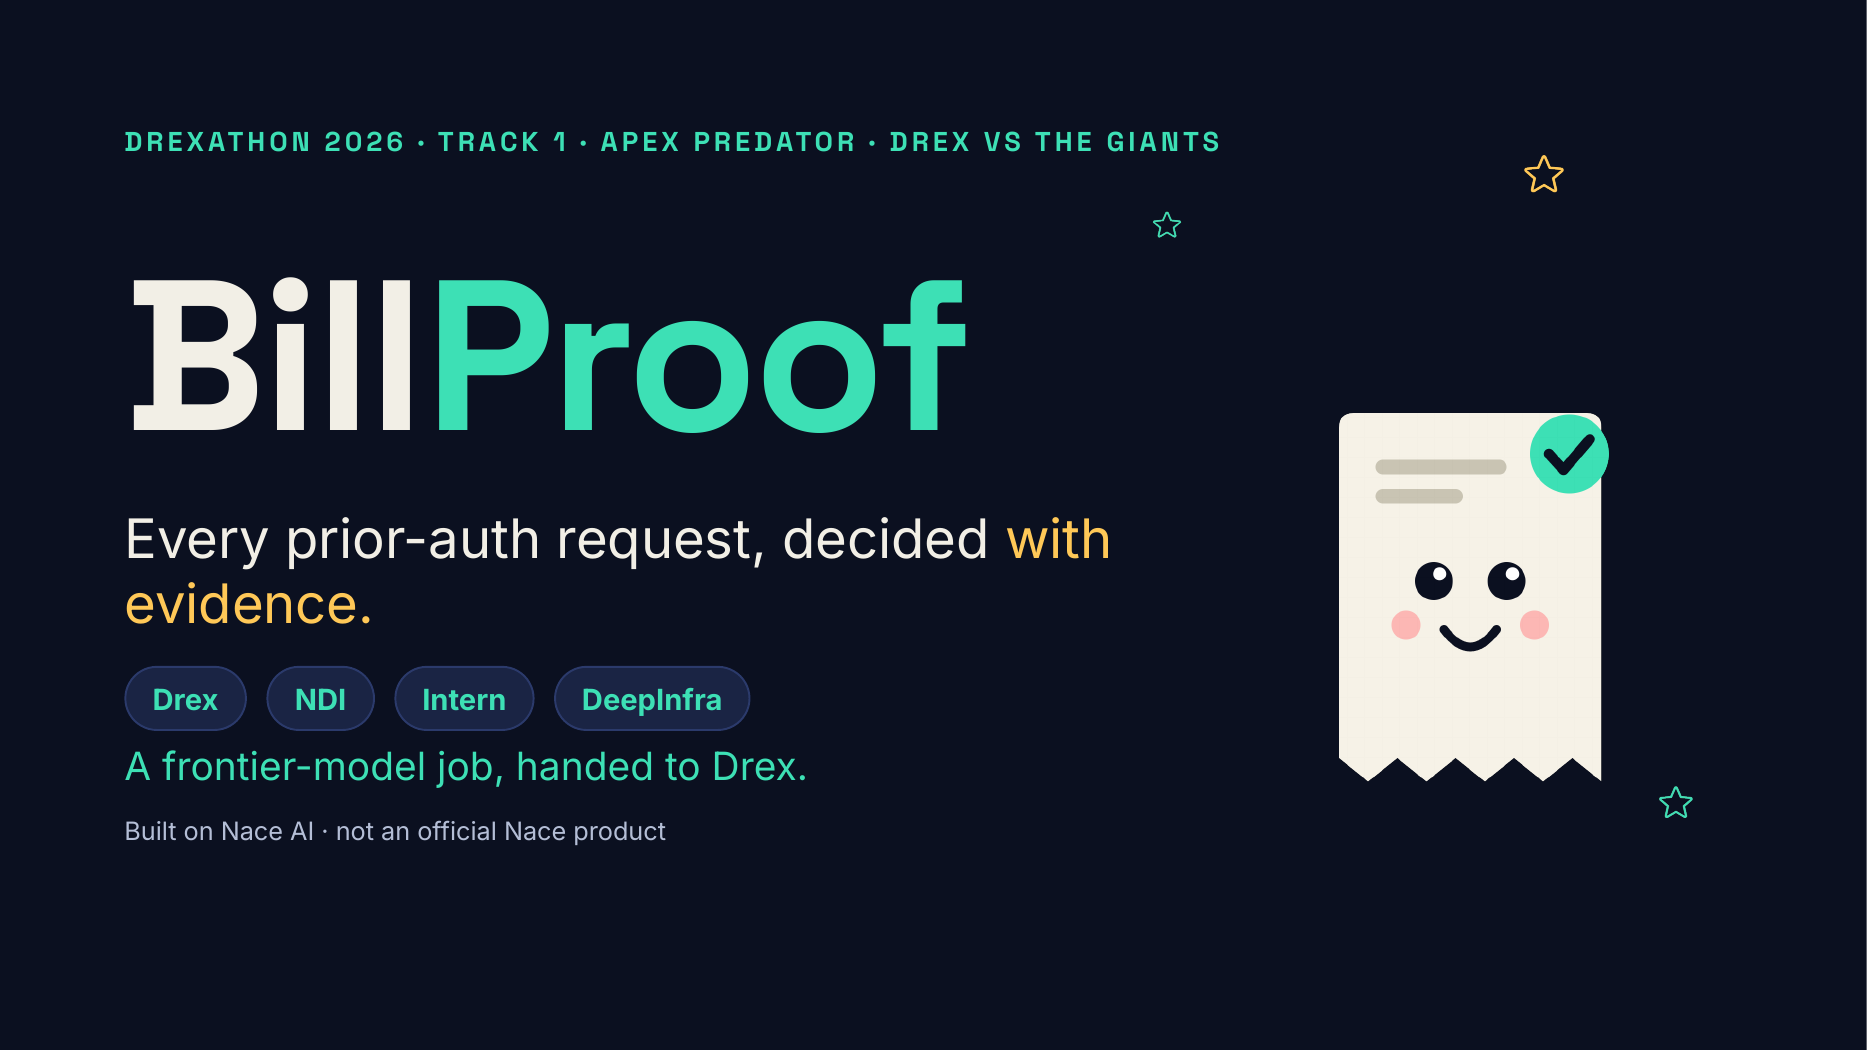 DREXATHON 2026 · TRACK 1 · APEX PREDATOR · DREX VS THE GIANTS
BillProof
Every prior-auth request, decided with
evidence.
Drex NDI Intern DeepInfra
A frontier-model job, handed to Drex.
Built on Nace AI · not an official Nace product